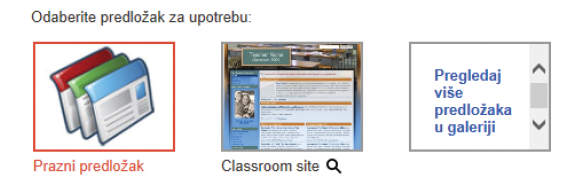 Odaberite predložak za upotrebu:
Prazni predložak
Classroom site
Pregledaj
više
predložaka
u galeriji